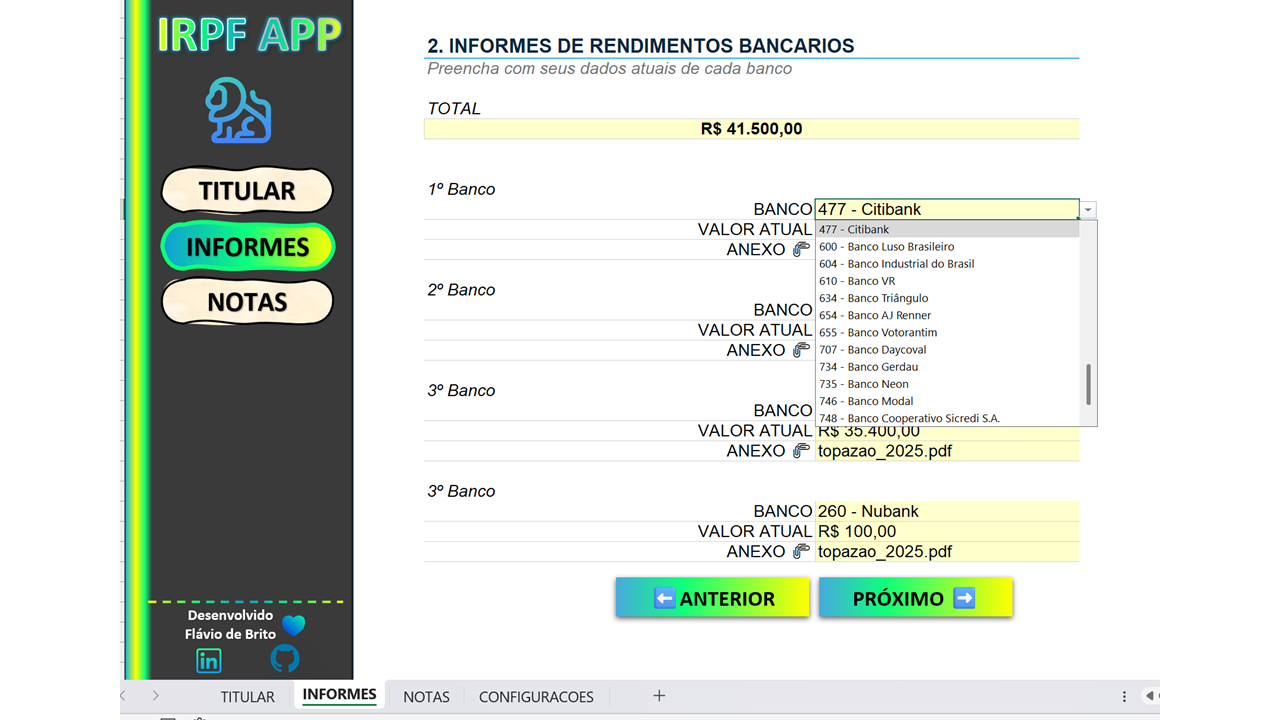 IRPF APP
TITULAR
INFORMES
NOTAS
Desenvolvido
Flávio de Brito
2. INFORMES DE RENDIMENTOS BANCARIOS
Preencha com seus dados atuais de cada banco
TOTAL
R$ 41.500,00
1º Banco
BANCO 477 - Citibank
VALOR ATUAL
ANEXO
477 - Citibank
600 - Banco Luso Brasileiro
604 - Banco Industrial do Brasil
610 - Banco VR
634 - Banco Triângulo
654 - Banco AJ Renner
655 - Banco Votorantim
707 - Banco Daycoval
734 - Banco Gerdau
735 - Banco Neon
746 - Banco Modal
748 - Banco Cooperativo Sicredi S.A.
2º Banco
BANCO
VALOR ATUAL
ANEXO
3º Banco
BANCO
VALOR ATUAL R$ 35.400,00
ANEXO topazao_2025.pdf
3º Banco
BANCO 260 - Nubank
VALOR ATUAL R$ 100,00
ANEXO topazao_2025.pdf
ANTERIOR
PRÓXIMO
TITULAR INFORMES NOTAS CONFIGURACOES